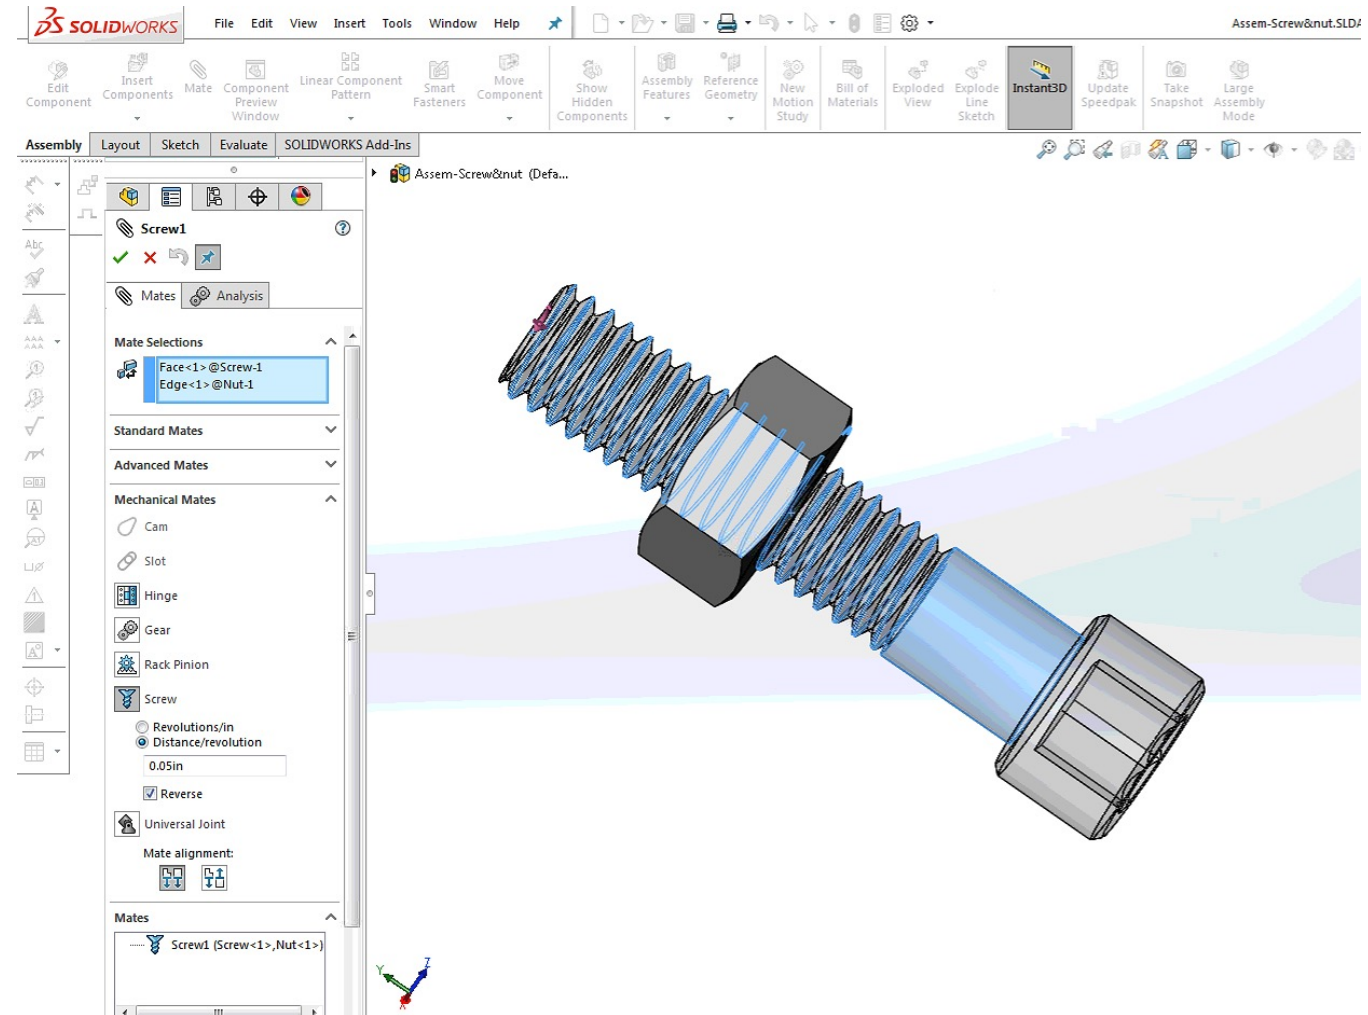 SOLIDWORKS File Edit View Insert Tools Window Help Assem-Screw&nut.SLDA
Edit Component
Insert Components
Mate
Component Preview Window
Linear Component Pattern
Smart Fasteners
Move Component
Show Hidden Components
Assembly Features
Reference Geometry
New Motion Study
Bill of Materials
Exploded View
Explode Line Sketch
Instant3D
Update Speedpak
Take Snapshot
Large Assembly Mode
Assembly Layout Sketch Evaluate SOLIDWORKS Add-Ins
Assem-Screw&nut (Defa...
Screw1
Mates Analysis
Mate Selections
Face<1>@Screw-1
Edge<1>@Nut-1
Standard Mates
Advanced Mates
Mechanical Mates
Cam
Slot
Hinge
Gear
Rack Pinion
Screw
Revolutions/in
Distance/revolution
0.05in
Reverse
Universal Joint
Mate alignment:
Mates
Screw1 (Screw<1>,Nut<1>)
Y Z
X